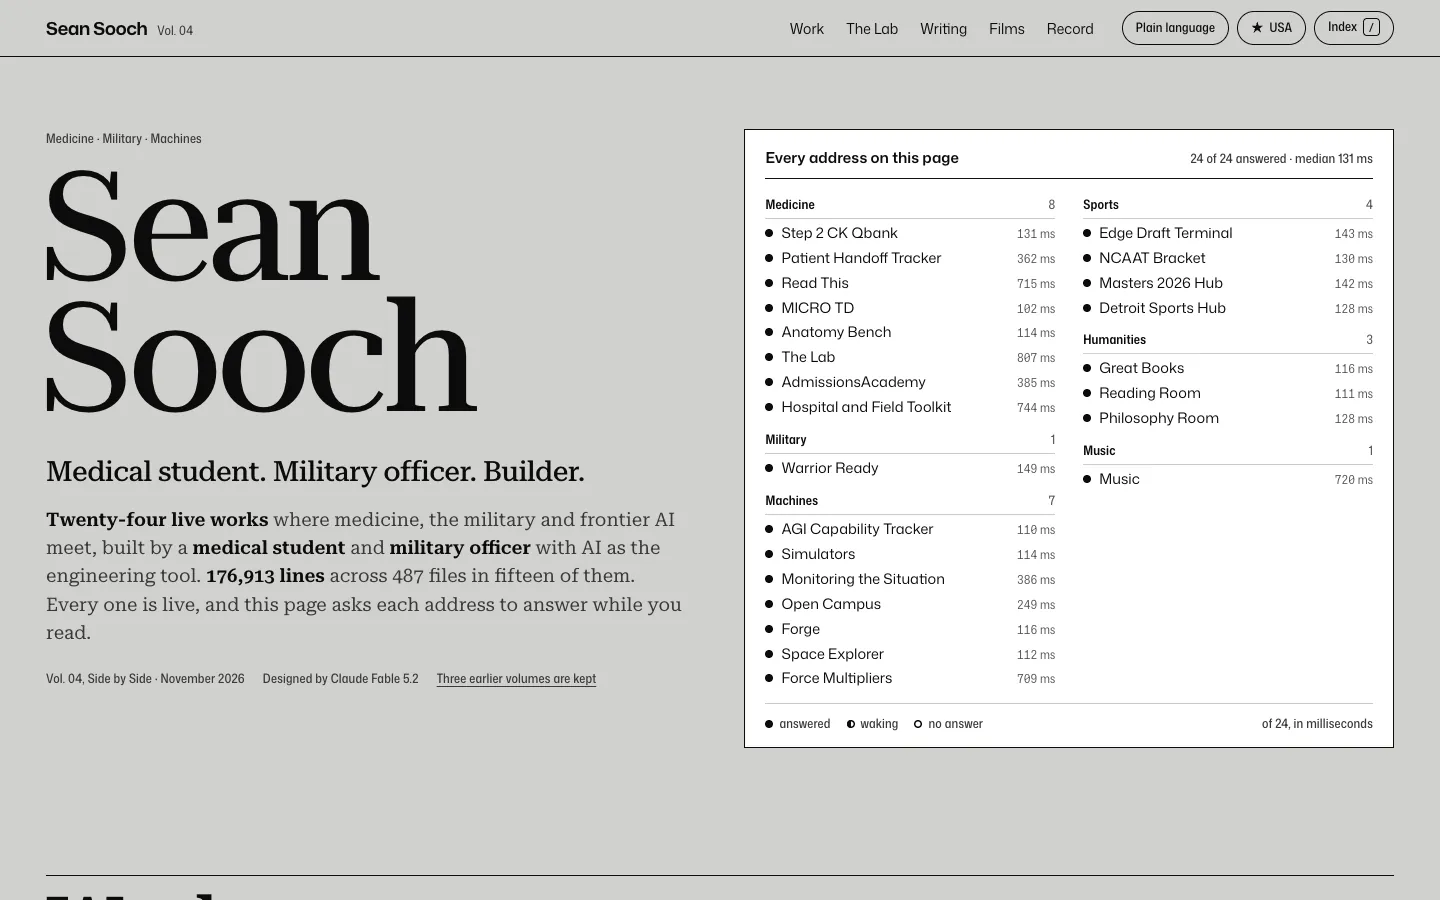 Sean Sooch Vol. 04
Work The Lab Writing Films Record Plain language ★ USA Index /
Medicine · Military · Machines
Sean
Sooch
Medical student. Military officer. Builder.
Twenty-four live works where medicine, the military and frontier AI
meet, built by a medical student and military officer with AI as the
engineering tool. 176,913 lines across 487 files in fifteen of them.
Every one is live, and this page asks each address to answer while you
read.
Vol. 04, Side by Side · November 2026 Designed by Claude Fable 5.2 Three earlier volumes are kept
Every address on this page 24 of 24 answered · median 131 ms
Medicine 8
Step 2 CK Qbank 131 ms
Patient Handoff Tracker 362 ms
Read This 715 ms
MICRO TD 102 ms
Anatomy Bench 114 ms
The Lab 807 ms
AdmissionsAcademy 385 ms
Hospital and Field Toolkit 744 ms
Military 1
Warrior Ready 149 ms
Machines 7
AGI Capability Tracker 110 ms
Simulators 114 ms
Monitoring the Situation 386 ms
Open Campus 249 ms
Forge 116 ms
Space Explorer 112 ms
Force Multipliers 709 ms
Sports 4
Edge Draft Terminal 143 ms
NCAAT Bracket 130 ms
Masters 2026 Hub 142 ms
Detroit Sports Hub 128 ms
Humanities 3
Great Books 116 ms
Reading Room 111 ms
Philosophy Room 128 ms
Music 1
Music 720 ms
answered waking no answer of 24, in milliseconds